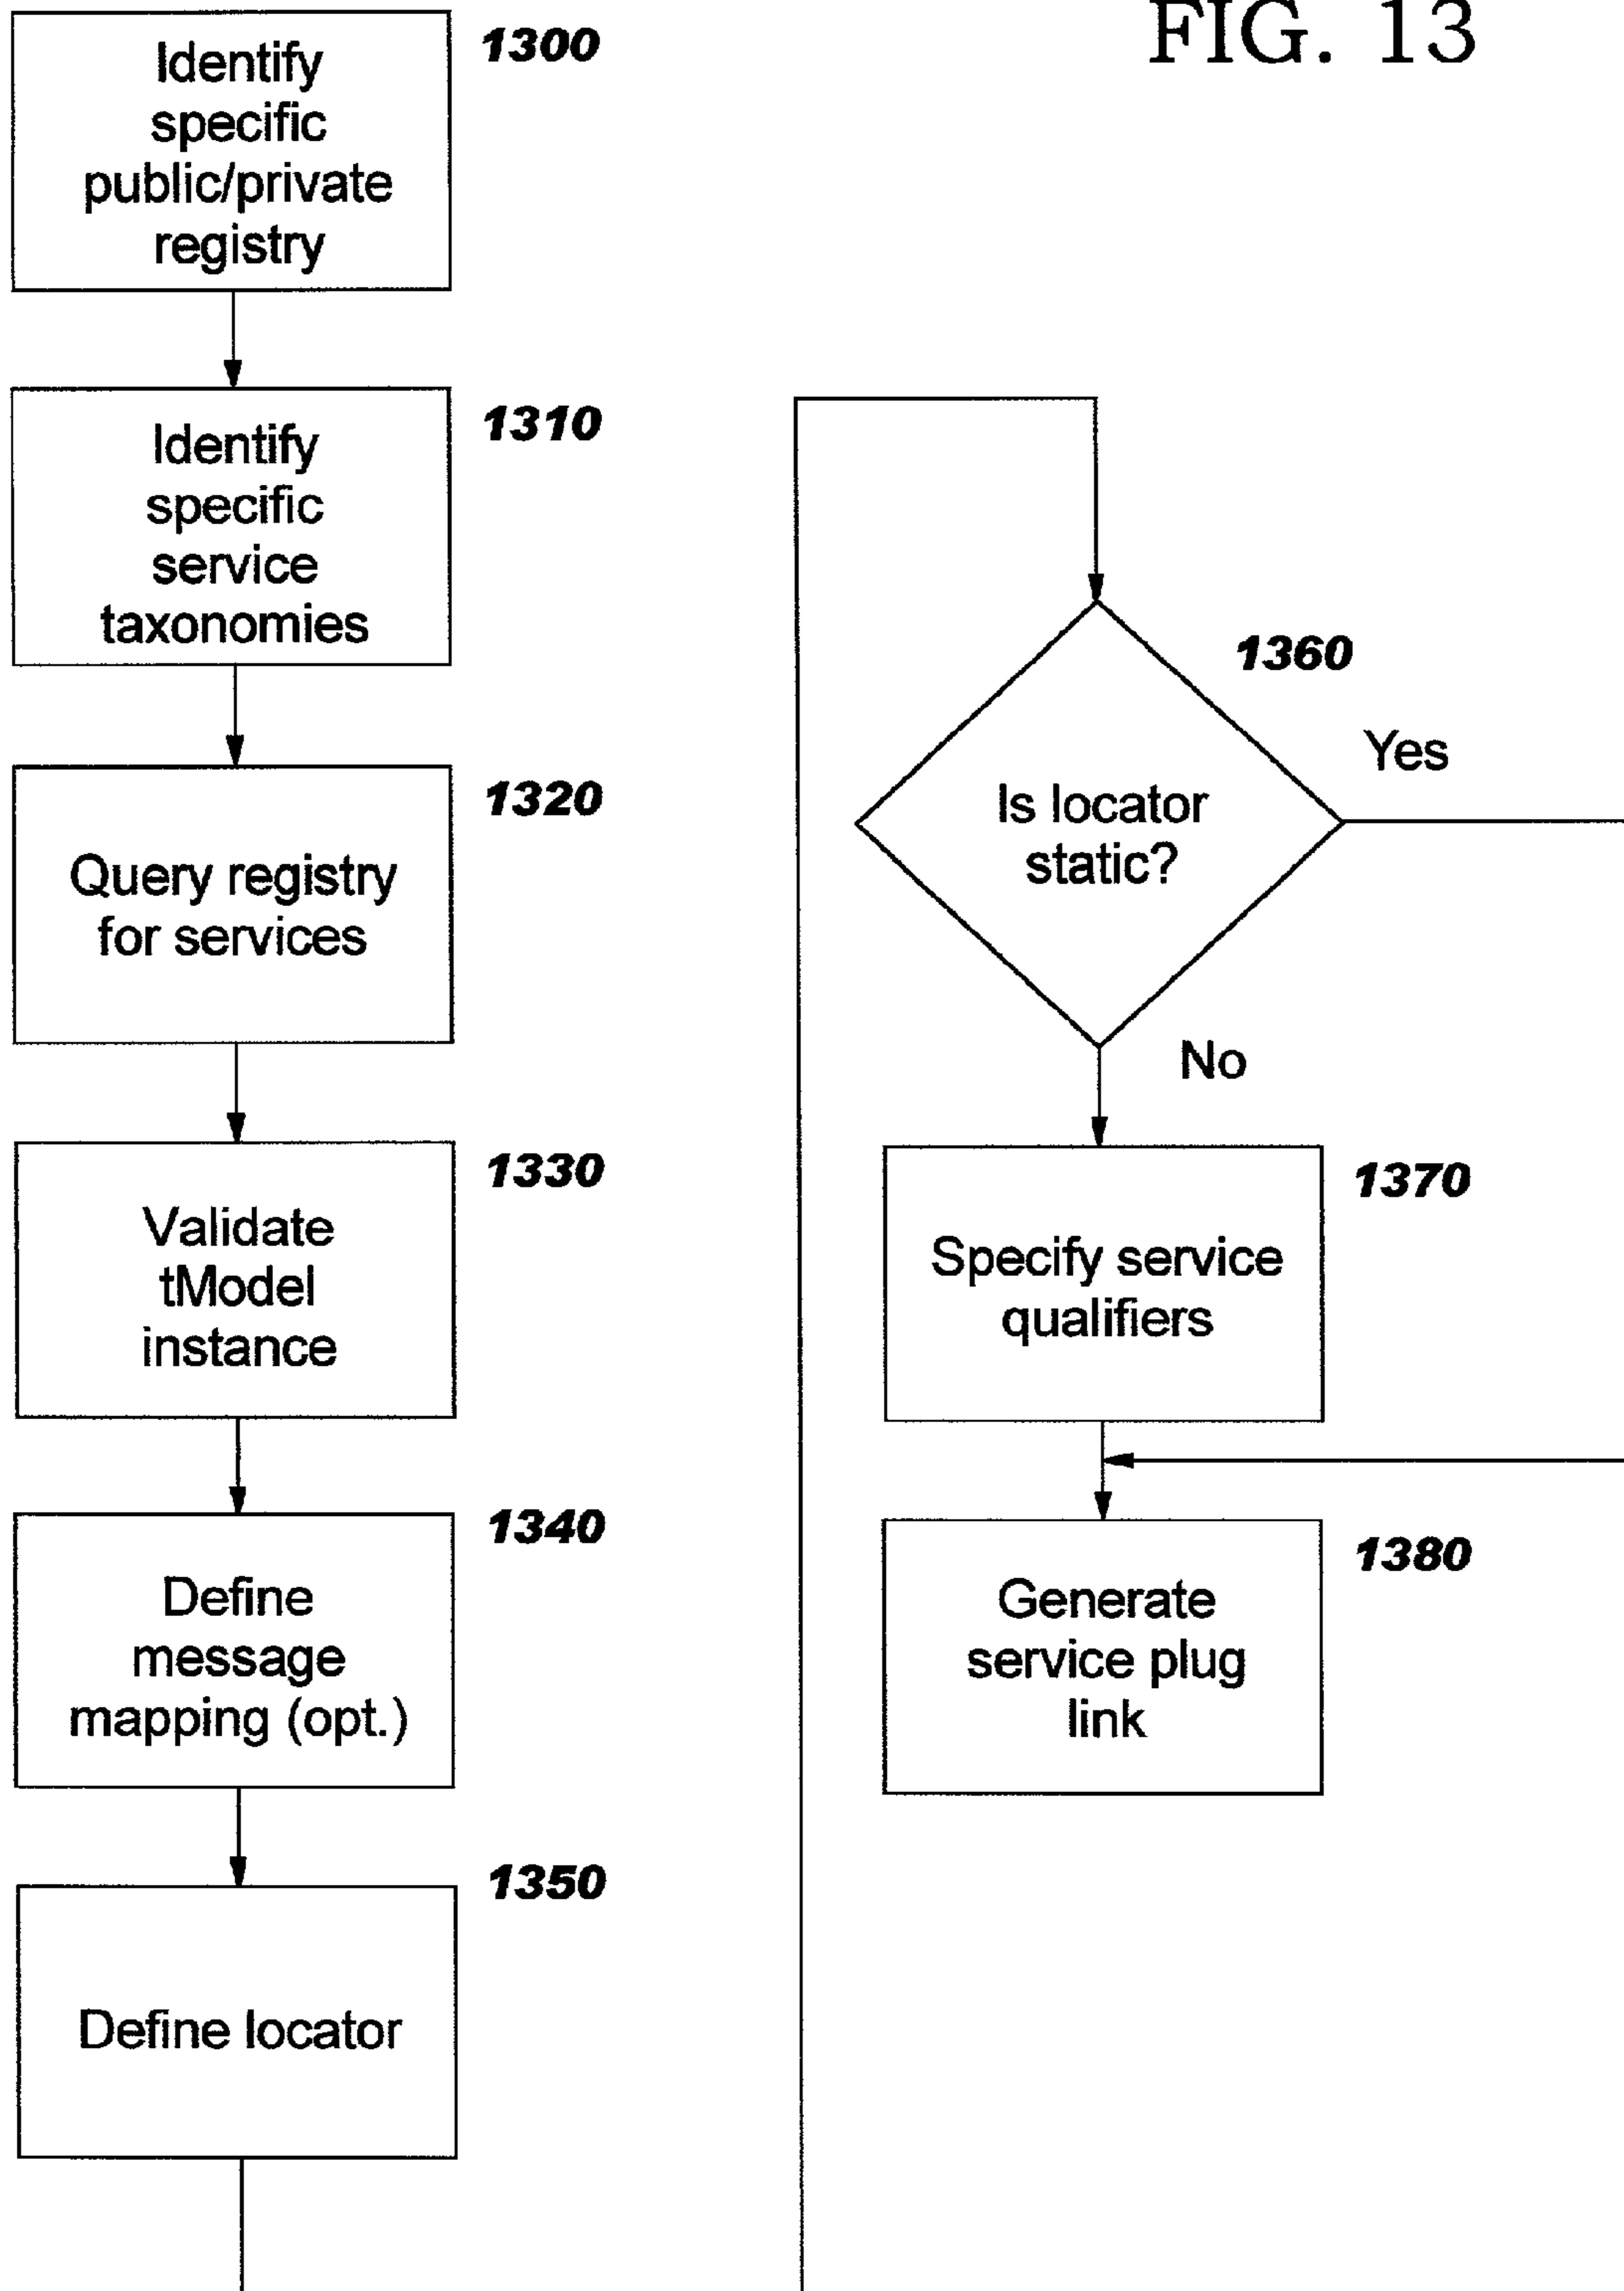 FIG. 13
1300
Identify
specific
public/private
registry
1310
Identify
specific
service
taxonomies
1320
Query registry
for services
1330
Validate
tModel
instance
1340
Define
message
mapping (opt.)
1350
Define locator
1360
Is locator
static?
Yes
No
1370
Specify service
qualifiers
1380
Generate
service plug
link